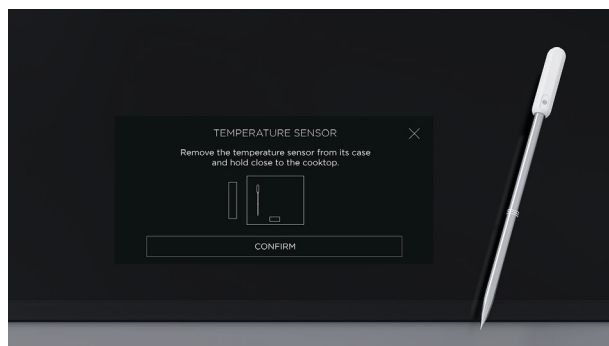 TEMPERATURE SENSOR
Remove the temperature sensor from its case
and hold close to the cooktop.
CONFIRM